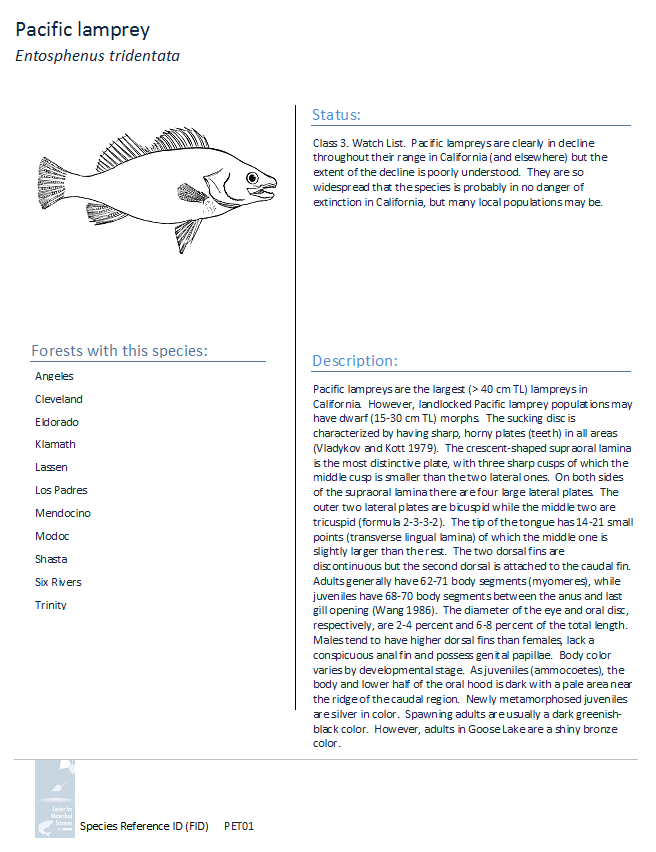 Pacific lamprey
Entosphenus tridentata
Status:
Class 3. Watch List. Pacific lampreys are clearly in decline
throughout their range in California (and elsewhere) but the
extent of the decline is poorly understood. They are so
widespread that the species is probably in no danger of
extinction in California, but many local populations may be.
Forests with this species:
Angeles
Cleveland
Eldorado
Klamath
Lassen
Los Padres
Mendocino
Modoc
Shasta
Six Rivers
Trinity
Description:
Pacific lampreys are the largest (> 40 cm TL) lampreys in
California. However, landlocked Pacific lamprey populations may
have dwarf (15-30 cm TL) morphs. The sucking disc is
characterized by having sharp, horny plates (teeth) in all areas
(Vladykov and Kott 1979). The crescent-shaped supraoral lamina
is the most distinctive plate, with three sharp cusps of which the
middle cusp is smaller than the two lateral ones. On both sides
of the supraoral lamina there are four large lateral plates. The
outer two lateral plates are bicuspid while the middle two are
tricuspid (formula 2-3-3-2). The tip of the tongue has 14-21 small
points (transverse lingual lamina) of which the middle one is
slightly larger than the rest. The two dorsal fins are
discontinuous but the second dorsal is attached to the caudal fin.
Adults generally have 62-71 body segments (myomeres), while
juveniles have 68-70 body segments between the anus and last
gill opening (Wang 1986). The diameter of the eye and oral disc,
respectively, are 2-4 percent and 6-8 percent of the total length.
Males tend to have higher dorsal fins than females, lack a
conspicuous anal fin and possess genital papillae. Body color
varies by developmental stage. As juveniles (ammocoetes), the
body and lower half of the oral hood is dark with a pale area near
the ridge of the caudal region. Newly metamorphosed juveniles
are silver in color. Spawning adults are usually a dark greenish-
black color. However, adults in Goose Lake are a shiny bronze
color.
Center for
Watershed
Sciences
Species Reference ID (FID) PET01